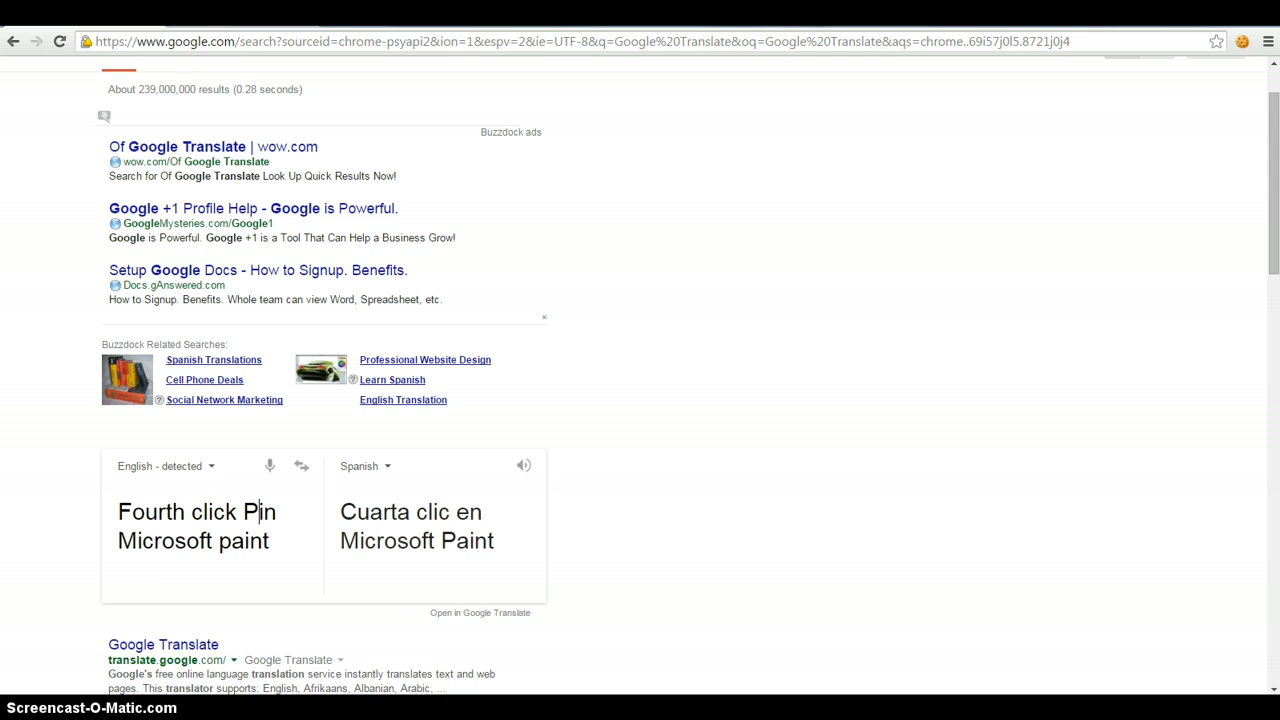 https://www.google.com/search?sourceid=chrome-psyapi2&ion=1&espv=2&ie=UTF-8&q=Google%20Translate&oq=Google%20Translate&aqs=chrome..69i57j0l5.8721j0j4
About 239,000,000 results (0.28 seconds)
Buzzdock ads
Of Google Translate | wow.com
wow.com/Of Google Translate
Search for Of Google Translate Look Up Quick Results Now!
Google +1 Profile Help - Google is Powerful.
GoogleMysteries.com/Google1
Google is Powerful. Google +1 is a Tool That Can Help a Business Grow!
Setup Google Docs - How to Signup. Benefits.
Docs.gAnswered.com
How to Signup. Benefits. Whole team can view Word, Spreadsheet, etc.
Buzzdock Related Searches:
Spanish Translations
Professional Website Design
Cell Phone Deals
Learn Spanish
Social Network Marketing
English Translation
English - detected
Spanish
Fourth click Pin
Microsoft paint
Cuarta clic en
Microsoft Paint
Open in Google Translate
Google Translate
translate.google.com/ Google Translate
Google's free online language translation service instantly translates text and web
pages. This translator supports: English, Afrikaans, Albanian, Arabic, ...
Screencast-O-Matic.com